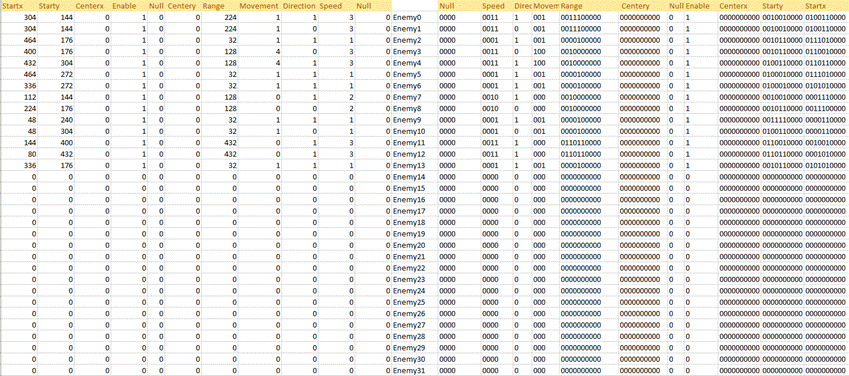 Startx Starty Centerx Enable Null Centery Range Movement Direction Speed Null Null Speed Direc Movem Range Centery Null Enable Centerx Starty Startx
304 144 0 1 0 0 224 1 1 3 0 Enemy0 0000 0011 1 001 0011100000 0000000000 0 1 0000000000 0010010000 0100110000
304 144 0 1 0 0 224 1 0 3 0 Enemy1 0000 0011 0 001 0011100000 0000000000 0 1 0000000000 0010010000 0100110000
464 176 0 1 0 0 32 1 1 1 0 Enemy2 0000 0001 1 001 0000100000 0000000000 0 1 0000000000 0010110000 0111010000
400 176 0 1 0 0 128 4 0 3 0 Enemy3 0000 0011 0 100 0010000000 0000000000 0 1 0000000000 0010110000 0110010000
432 304 0 1 0 0 128 4 1 3 0 Enemy4 0000 0011 1 100 0010000000 0000000000 0 1 0000000000 0100110000 0110110000
464 272 0 1 0 0 32 1 1 1 0 Enemy5 0000 0001 1 001 0000100000 0000000000 0 1 0000000000 0100010000 0111010000
336 272 0 1 0 0 32 1 1 1 0 Enemy6 0000 0001 1 001 0000100000 0000000000 0 1 0000000000 0100010000 0101010000
112 144 0 1 0 0 128 0 1 2 0 Enemy7 0000 0010 1 000 0010000000 0000000000 0 1 0000000000 0010010000 0001110000
224 176 0 1 0 0 128 0 0 2 0 Enemy8 0000 0010 0 000 0010000000 0000000000 0 1 0000000000 0010110000 0011100000
48 240 0 1 0 0 32 1 1 1 0 Enemy9 0000 0001 1 001 0000100000 0000000000 0 1 0000000000 0011110000 0000110000
48 304 0 1 0 0 32 1 0 1 0 Enemy10 0000 0001 0 001 0000100000 0000000000 0 1 0000000000 0100110000 0000110000
144 400 0 1 0 0 432 0 1 3 0 Enemy11 0000 0011 1 000 0110110000 0000000000 0 1 0000000000 0110010000 0010010000
80 432 0 1 0 0 432 0 1 3 0 Enemy12 0000 0011 1 000 0110110000 0000000000 0 1 0000000000 0110110000 0001010000
336 176 0 1 0 0 32 1 1 1 0 Enemy13 0000 0001 1 001 0000100000 0000000000 0 1 0000000000 0010110000 0101010000
0 0 0 0 0 0 0 0 0 0 0 Enemy14 0000 0000 0 000 0000000000 0000000000 0 0 0000000000 0000000000 0000000000
0 0 0 0 0 0 0 0 0 0 0 Enemy15 0000 0000 0 000 0000000000 0000000000 0 0 0000000000 0000000000 0000000000
0 0 0 0 0 0 0 0 0 0 0 Enemy16 0000 0000 0 000 0000000000 0000000000 0 0 0000000000 0000000000 0000000000
0 0 0 0 0 0 0 0 0 0 0 Enemy17 0000 0000 0 000 0000000000 0000000000 0 0 0000000000 0000000000 0000000000
0 0 0 0 0 0 0 0 0 0 0 Enemy18 0000 0000 0 000 0000000000 0000000000 0 0 0000000000 0000000000 0000000000
0 0 0 0 0 0 0 0 0 0 0 Enemy19 0000 0000 0 000 0000000000 0000000000 0 0 0000000000 0000000000 0000000000
0 0 0 0 0 0 0 0 0 0 0 Enemy20 0000 0000 0 000 0000000000 0000000000 0 0 0000000000 0000000000 0000000000
0 0 0 0 0 0 0 0 0 0 0 Enemy21 0000 0000 0 000 0000000000 0000000000 0 0 0000000000 0000000000 0000000000
0 0 0 0 0 0 0 0 0 0 0 Enemy22 0000 0000 0 000 0000000000 0000000000 0 0 0000000000 0000000000 0000000000
0 0 0 0 0 0 0 0 0 0 0 Enemy23 0000 0000 0 000 0000000000 0000000000 0 0 0000000000 0000000000 0000000000
0 0 0 0 0 0 0 0 0 0 0 Enemy24 0000 0000 0 000 0000000000 0000000000 0 0 0000000000 0000000000 0000000000
0 0 0 0 0 0 0 0 0 0 0 Enemy25 0000 0000 0 000 0000000000 0000000000 0 0 0000000000 0000000000 0000000000
0 0 0 0 0 0 0 0 0 0 0 Enemy26 0000 0000 0 000 0000000000 0000000000 0 0 0000000000 0000000000 0000000000
0 0 0 0 0 0 0 0 0 0 0 Enemy27 0000 0000 0 000 0000000000 0000000000 0 0 0000000000 0000000000 0000000000
0 0 0 0 0 0 0 0 0 0 0 Enemy28 0000 0000 0 000 0000000000 0000000000 0 0 0000000000 0000000000 0000000000
0 0 0 0 0 0 0 0 0 0 0 Enemy29 0000 0000 0 000 0000000000 0000000000 0 0 0000000000 0000000000 0000000000
0 0 0 0 0 0 0 0 0 0 0 Enemy30 0000 0000 0 000 0000000000 0000000000 0 0 0000000000 0000000000 0000000000
0 0 0 0 0 0 0 0 0 0 0 Enemy31 0000 0000 0 000 0000000000 0000000000 0 0 0000000000 0000000000 0000000000